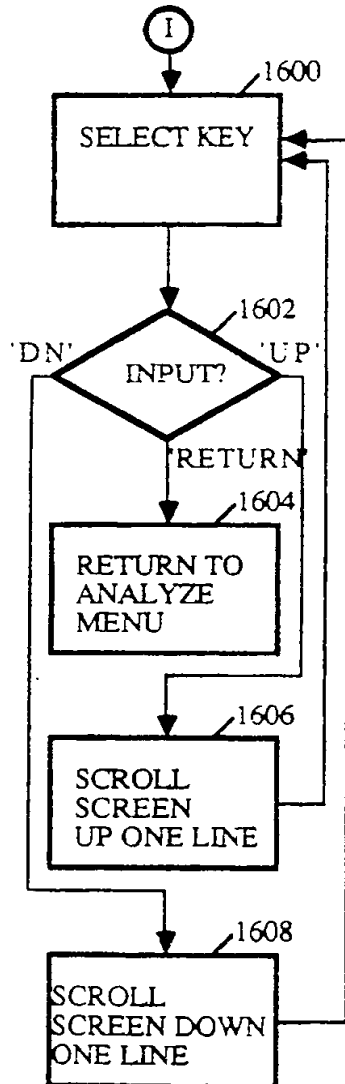 I
1600
SELECT KEY
1602
'DN'
'UP'
INPUT?
'RETURN'
1604
RETURN TO
ANALYZE
MENU
1606
SCROLL
SCREEN
UP ONE LINE
1608
SCROLL
SCREEN DOWN
ONE LINE